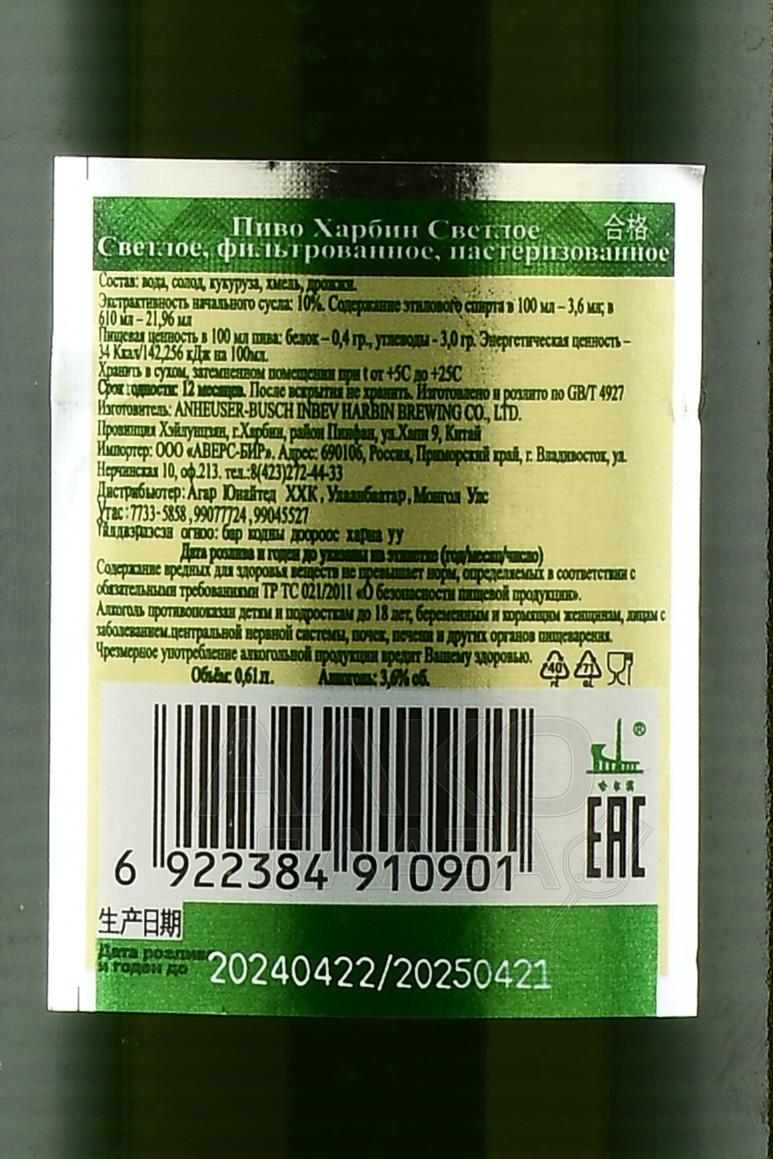 Пиво Харбин Светлое
合格
Светлое, фильтрованное, пастеризованное
Состав: вода, солод, кукуруза, хмель, дрожжи.
Экстрактивность начального сусла: 10%. Содержание этилового спирта в 100 мл – 3,6 мл; в
610 мл – 21,96 мл
Пищевая ценность в 100 мл пива: белок – 0,4 гр., углеводы - 3,0 гр. Энергетическая ценность –
34 Ккал/142,256 кДж на 100мл.
Хранить в сухом, затемненном помещении при t от +5С до +25С
Срок годности: 12 месяцев. После вскрытия не хранить. Изготовлено и розлито по GB/T 4927
Изготовитель: ANHEUSER-BUSCH INBEV HARBIN BREWING CO., LTD.
Провинция Хэйлунцзян, г.Харбин, район Пинфан, ул.Хапи 9, Китай
Импортер: ООО «АВЕРС-БИР». Адрес: 690106, Россия, Приморский край, г. Владивосток, ул.
Нерчинская 10, оф.213. тел.:8(423)272-44-33
Дистрибьютер: Агар Юнайтед ХХК, Улаанбаатар, Монгол Улс
Утас: 7733-5858, 99077724, 99045527
огноо: бар кодны доороос харна уу
Дата розлива и годен до указаны на этикетке (год/месяц/число)
Содержание вредных для здоровья веществ не превышает норм, определяемых в соответствии с
обязательными требованиями ТР ТС 021/2011 «О безопасности пищевой продукции».
Алкоголь противопоказан детям и подросткам до 18 лет, беременным и кормящим женщинам, лицам с
заболеванием.центральной нервной системы, почек, печени и других органов пищеварения.
Чрезмерное употребление алкогольной продукции вредит Вашему здоровью.
40 71
Объём: 0,61л. Алкоголь: 3,6% об.
®
哈尔滨
EAC
АЛКО
ПЛАЗА
6 922384 910901
生产日期
Дата розлива
и годен до
20240422/20250421